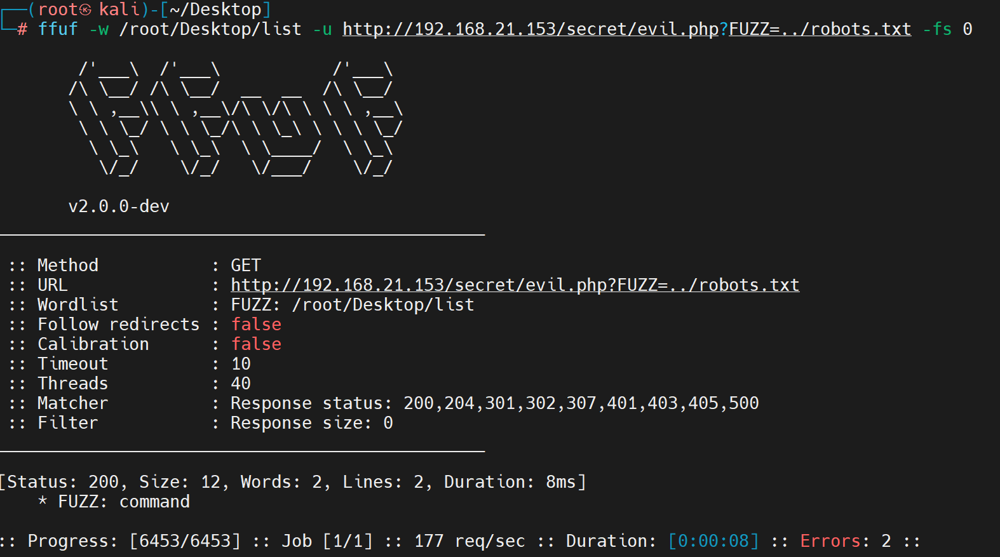 ┌──(root㉿kali)-[~/Desktop]
└─# ffuf -w /root/Desktop/list -u http://192.168.21.153/secret/evil.php?FUZZ=../robots.txt -fs 0
        /'___\  /'___\           /'___\
       /\ \__/ /\ \__/  __  __  /\ \__/
       \ \ ,__\\ \ ,__\/\ \/\ \ \ \ ,__\
        \ \ \_/ \ \ \_/\ \ \_\ \ \ \ \_/
         \ \_\   \ \_\  \ \____/  \ \_\
          \/_/    \/_/   \/___/    \/_/
       v2.0.0-dev
________________________________________________
 :: Method           : GET
 :: URL              : http://192.168.21.153/secret/evil.php?FUZZ=../robots.txt
 :: Wordlist         : FUZZ: /root/Desktop/list
 :: Follow redirects : false
 :: Calibration      : false
 :: Timeout          : 10
 :: Threads          : 40
 :: Matcher          : Response status: 200,204,301,302,307,401,403,405,500
 :: Filter           : Response size: 0
________________________________________________
[Status: 200, Size: 12, Words: 2, Lines: 2, Duration: 8ms]
    * FUZZ: command
:: Progress: [6453/6453] :: Job [1/1] :: 177 req/sec :: Duration: [0:00:08] :: Errors: 2 ::